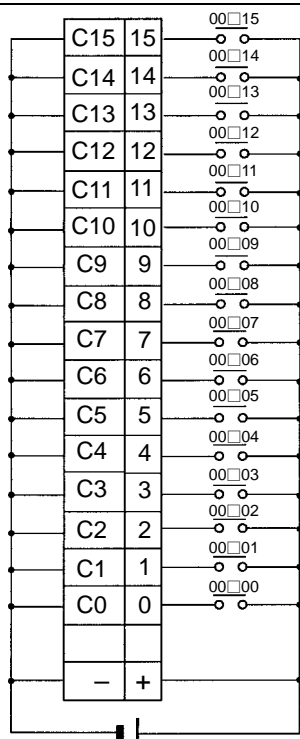 00□15
C15 15
00□14
C14 14
00□13
C13 13
00□12
C12 12
00□11
C11 11
00□10
C10 10
00□09
C9 9
00□08
C8 8
00□07
C7 7
00□06
C6 6
00□05
C5 5
00□04
C4 4
00□03
C3 3
00□02
C2 2
00□01
C1 1
00□00
C0 0
− +